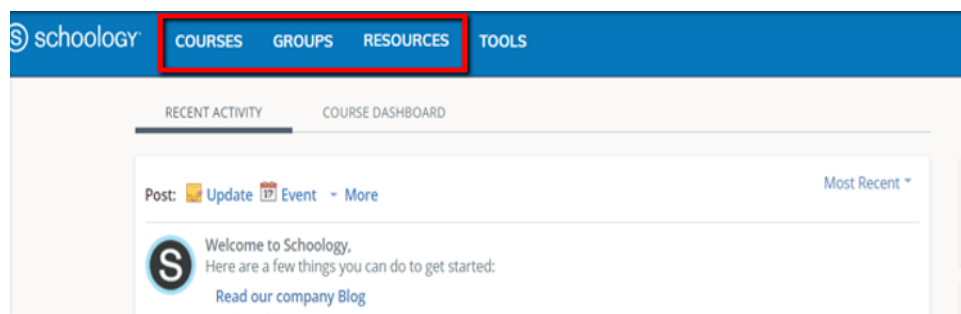 S schooloGY COURSES GROUPS RESOURCES TOOLS
RECENT ACTIVITY COURSE DASHBOARD
Post: Update 17 Event More Most Recent
S Welcome to Schoology,
Here are a few things you can do to get started:
Read our company Blog